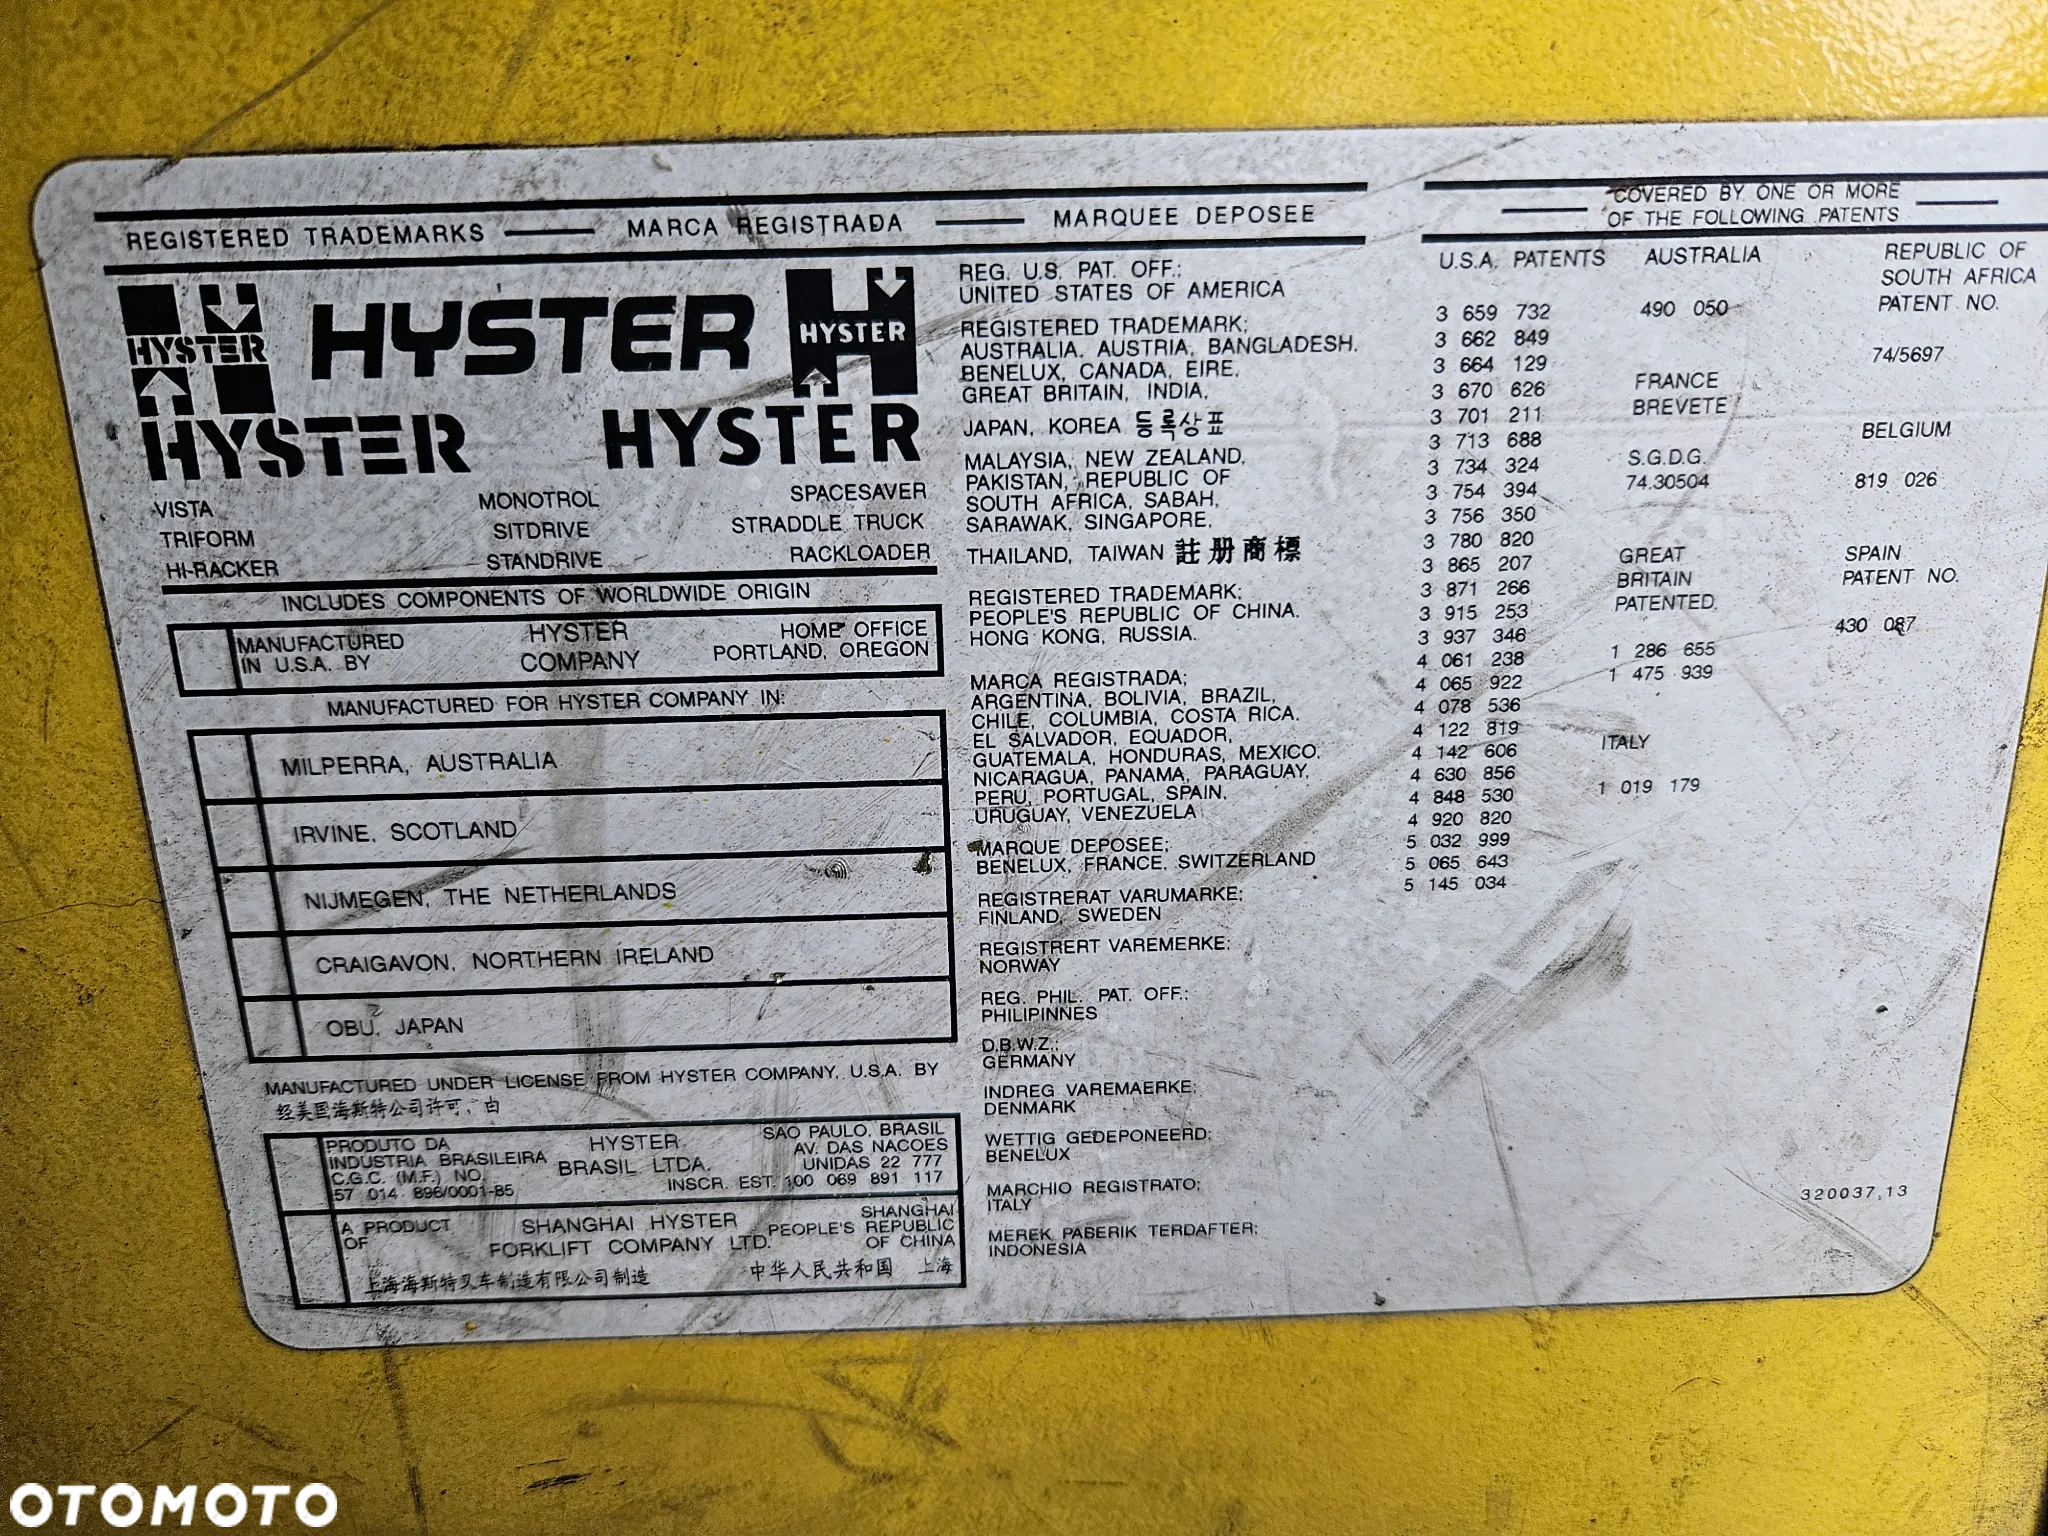 REGISTERED TRADEMARKS — MARCA REGISTRADA — MARQUEE DEPOSEE
HYSTER
HYSTER
HYSTER
HYSTER
HYSTER
VISTA MONOTROL SPACESAVER
TRIFORM SITDRIVE STRADDLE TRUCK
HI-RACKER STANDRIVE RACKLOADER
INCLUDES COMPONENTS OF WORLDWIDE ORIGIN
MANUFACTURED
IN U.S.A. BY
HYSTER
COMPANY
HOME OFFICE
PORTLAND, OREGON
MANUFACTURED FOR HYSTER COMPANY IN:
MILPERRA, AUSTRALIA
IRVINE, SCOTLAND
NIJMEGEN, THE NETHERLANDS
CRAIGAVON, NORTHERN IRELAND
OBU, JAPAN
MANUFACTURED UNDER LICENSE FROM HYSTER COMPANY, U.S.A. BY
经美国海斯特公司许可、由
PRODUTO DA
INDUSTRIA BRASILEIRA
C.G.C. (M.F.) NO.
57 014 896/0001-85
HYSTER
BRASIL LTDA.
SAO PAULO, BRASIL
AV. DAS NACOES
UNIDAS 22 777
INSCR. EST. 100 069 891 117
A PRODUCT
OF
SHANGHAI HYSTER
FORKLIFT COMPANY LTD.
SHANGHAI
PEOPLE'S REPUBLIC
OF CHINA
上海海斯特叉车制造有限公司制造 中华人民共和国 上海
REG. U.S. PAT. OFF.:
UNITED STATES OF AMERICA
REGISTERED TRADEMARK;
AUSTRALIA, AUSTRIA, BANGLADESH,
BENELUX, CANADA, EIRE,
GREAT BRITAIN, INDIA,
JAPAN, KOREA 등록상표
MALAYSIA, NEW ZEALAND,
PAKISTAN, REPUBLIC OF
SOUTH AFRICA, SABAH,
SARAWAK, SINGAPORE,
THAILAND, TAIWAN 註册商標
REGISTERED TRADEMARK;
PEOPLE'S REPUBLIC OF CHINA.
HONG KONG, RUSSIA.
MARCA REGISTRADA;
ARGENTINA, BOLIVIA, BRAZIL,
CHILE, COLUMBIA, COSTA RICA.
EL SALVADOR, EQUADOR,
GUATEMALA, HONDURAS, MEXICO,
NICARAGUA, PANAMA, PARAGUAY,
PERU, PORTUGAL, SPAIN,
URUGUAY, VENEZUELA
MARQUE DEPOSEE;
BENELUX, FRANCE, SWITZERLAND
REGISTRERAT VARUMARKE;
FINLAND, SWEDEN
REGISTRERT VAREMERKE;
NORWAY
REG. PHIL. PAT. OFF.:
PHILIPINNES
D.B.W.Z.;
GERMANY
INDREG VAREMAERKE;
DENMARK
WETTIG GEDEPONEERD;
BENELUX
MARCHIO REGISTRATO;
ITALY
MEREK PABERIK TERDAFTER;
INDONESIA
COVERED BY ONE OR MORE
OF THE FOLLOWING PATENTS
U.S.A. PATENTS
3 659 732
3 662 849
3 664 129
3 670 626
3 701 211
3 713 688
3 734 324
3 754 394
3 756 350
3 780 820
3 865 207
3 871 266
3 915 253
3 937 346
4 061 238
4 065 922
4 078 536
4 122 819
4 142 606
4 630 856
4 848 530
4 920 820
5 032 999
5 065 643
5 145 034
AUSTRALIA
490 050
FRANCE
BREVETE
S.G.D.G.
74.30504
GREAT
BRITAIN
PATENTED.
1 286 655
1 475 939
ITALY
1 019 179
REPUBLIC OF
SOUTH AFRICA
PATENT NO.
74/5697
BELGIUM
819 026
SPAIN
PATENT NO.
430 087
320037,13
OTOMOTO